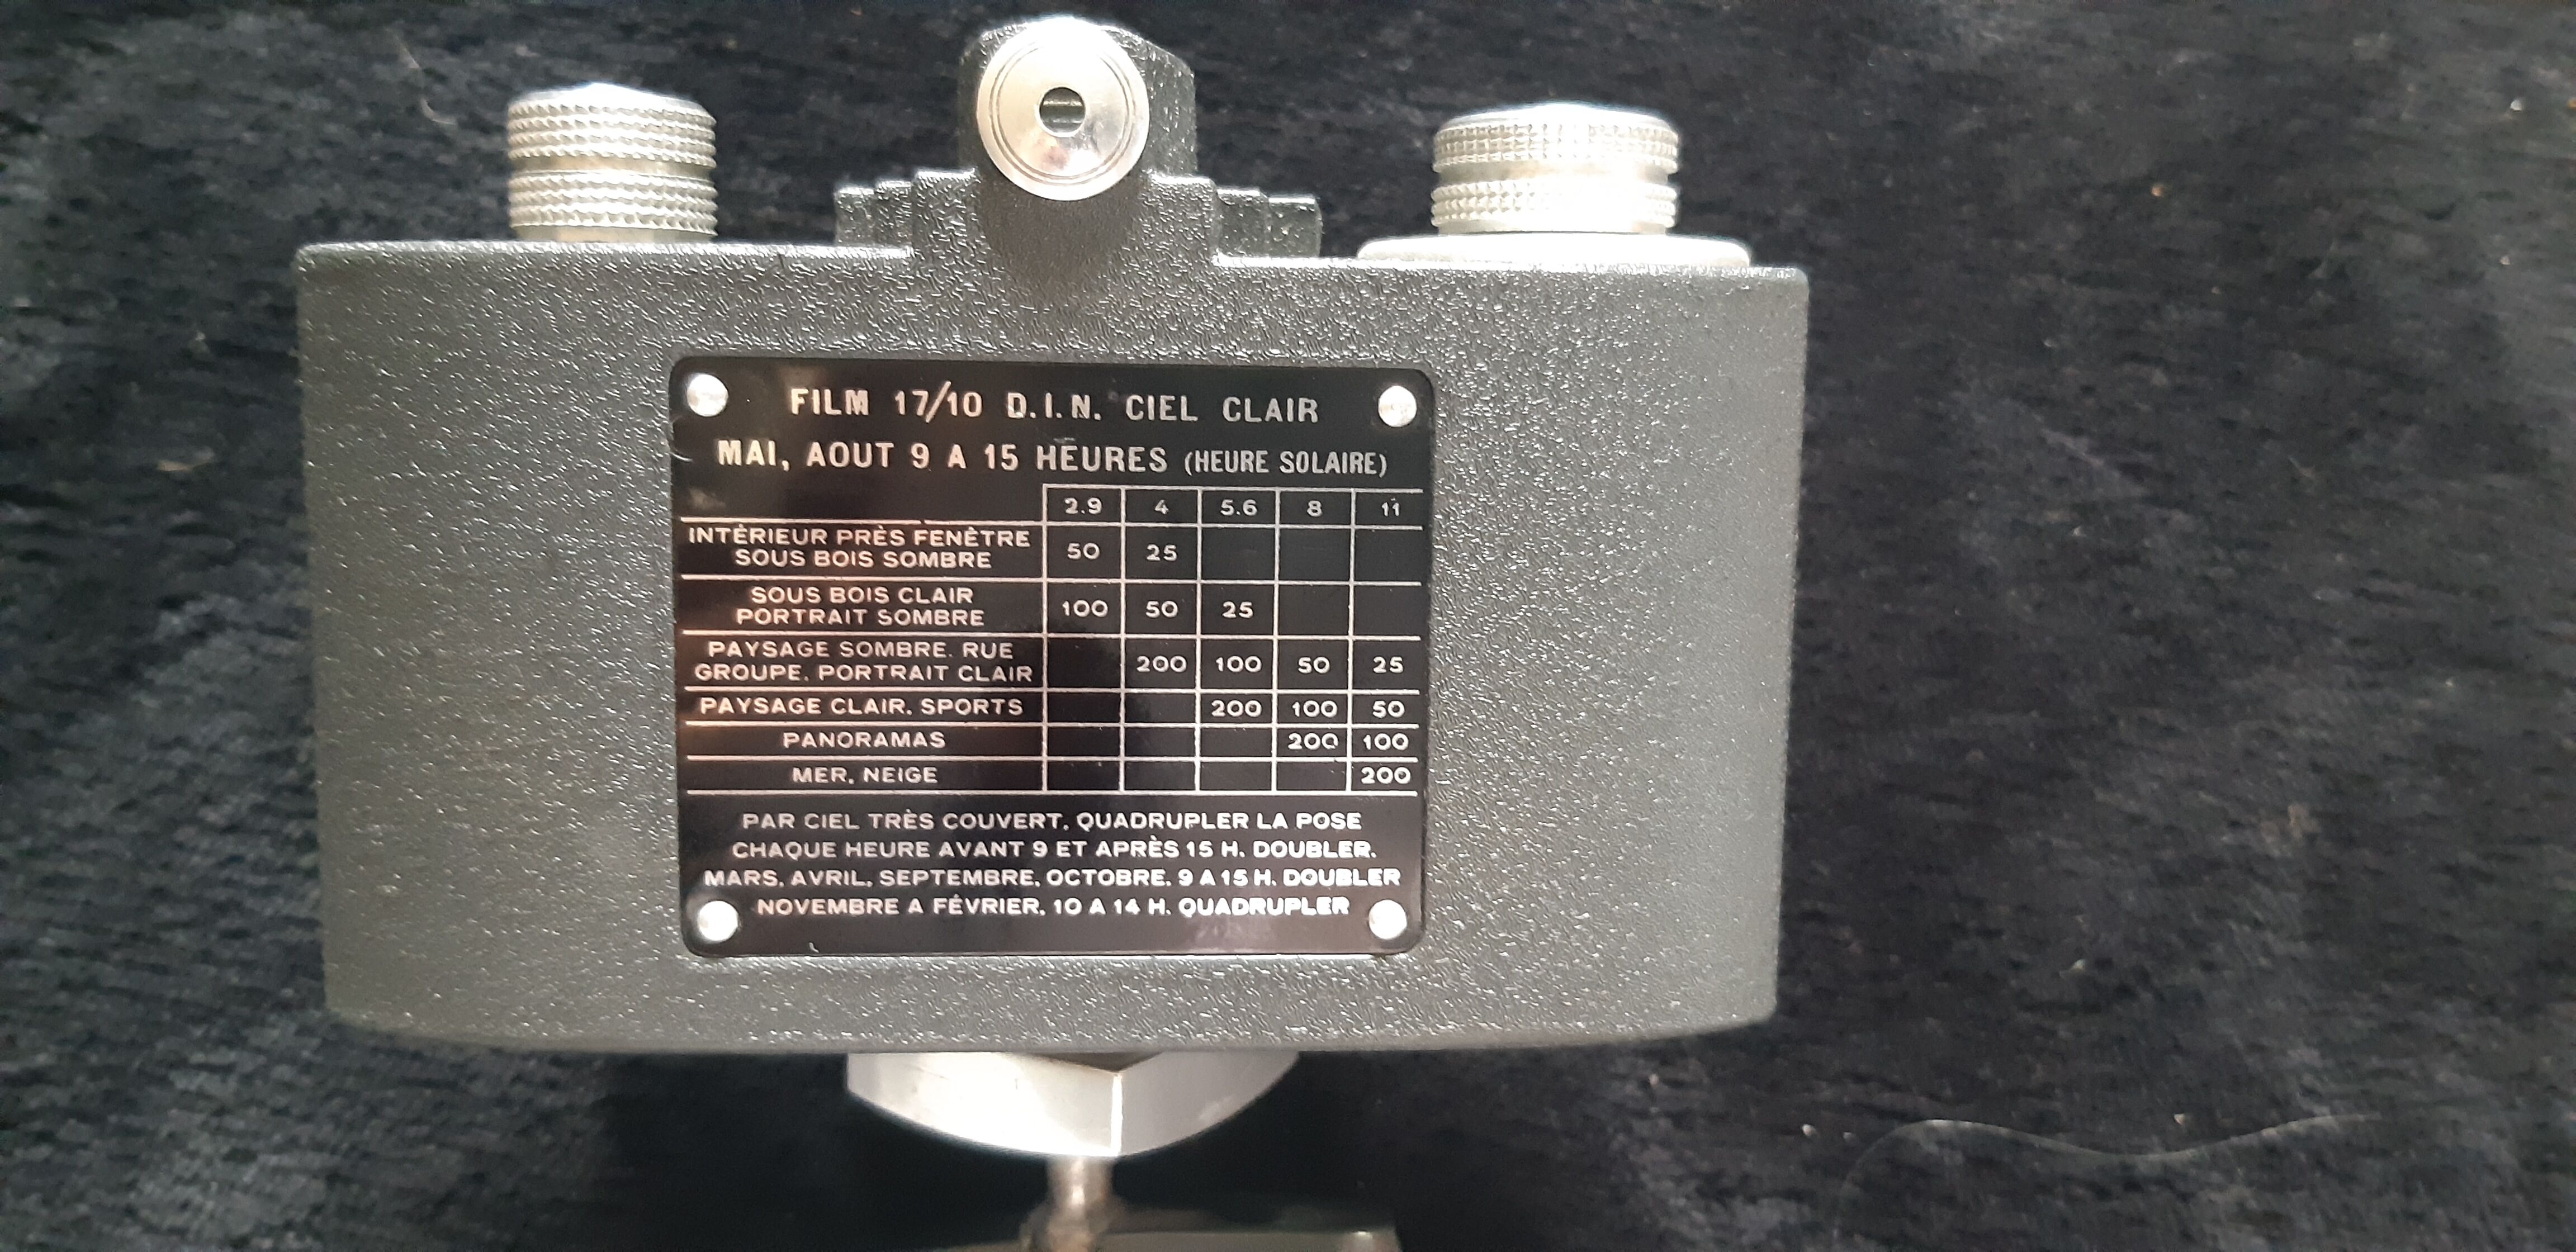 FILM 17/10 D.I.N. CIEL CLAIR
MAI, AOUT 9 A 15 HEURES (HEURE SOLAIRE)
2.9 4 5.6 8 11
INTÉRIEUR PRÈS FENÊTRE
SOUS BOIS SOMBRE
50 25
SOUS BOIS CLAIR
PORTRAIT SOMBRE
100 50 25
PAYSAGE SOMBRE. RUE
GROUPE. PORTRAIT CLAIR
200 100 50 25
PAYSAGE CLAIR. SPORTS 200 100 50
PANORAMAS 200 100
MER, NEIGE 200
PAR CIEL TRÈS COUVERT, QUADRUPLER LA POSE
CHAQUE HEURE AVANT 9 ET APRÈS 15 H. DOUBLER.
MARS, AVRIL, SEPTEMBRE, OCTOBRE. 9 A 15 H. DOUBLER
NOVEMBRE A FÉVRIER, 10 A 14 H. QUADRUPLER